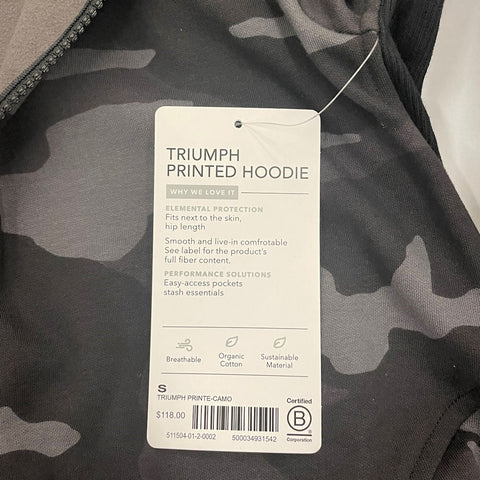 TRIUMPH
PRINTED HOODIE
WHY WE LOVE IT
ELEMENTAL PROTECTION
Fits next to the skin,
hip length
Smooth and live-in comfrotable
See label for the product's
full fiber content.
PERFORMANCE SOLUTIONS
Easy-access pockets
stash essentials
Breathable
Organic
Cotton
Sustainable
Material
S
TRIUMPH PRINTE-CAMO
$118.00
511504-01-2-0002
500034931542
Certified
B
Corporation